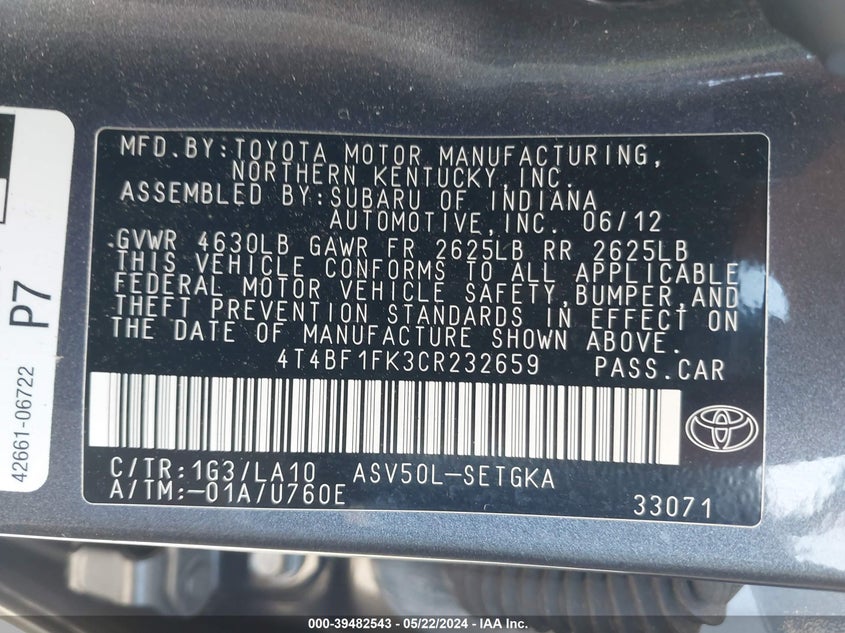 MFD.BY:TOYOTA MOTOR MANUFACTURING,
NORTHERN KENTUCKY,INC.
ASSEMBLED BY:SUBARU OF INDIANA
AUTOMOTIVE,INC. 06/12
GVWR 4630LB GAWR FR 2625LB RR 2625LB
THIS VEHICLE CONFORMS TO ALL APPLICABLE
FEDERAL MOTOR VEHICLE SAFETY,BUMPER,AND
THEFT PREVENTION STANDARDS IN EFFECT ON
THE DATE OF MANUFACTURE SHOWN ABOVE.
4T4BF1FK3CR232659 PASS.CAR
C/TR:1G3/LA10 ASV50L-SETGKA
A/TM:-01A/U760E 33071
P7
42661-06722
000-39482543 - 05/22/2024 - IAA Inc.